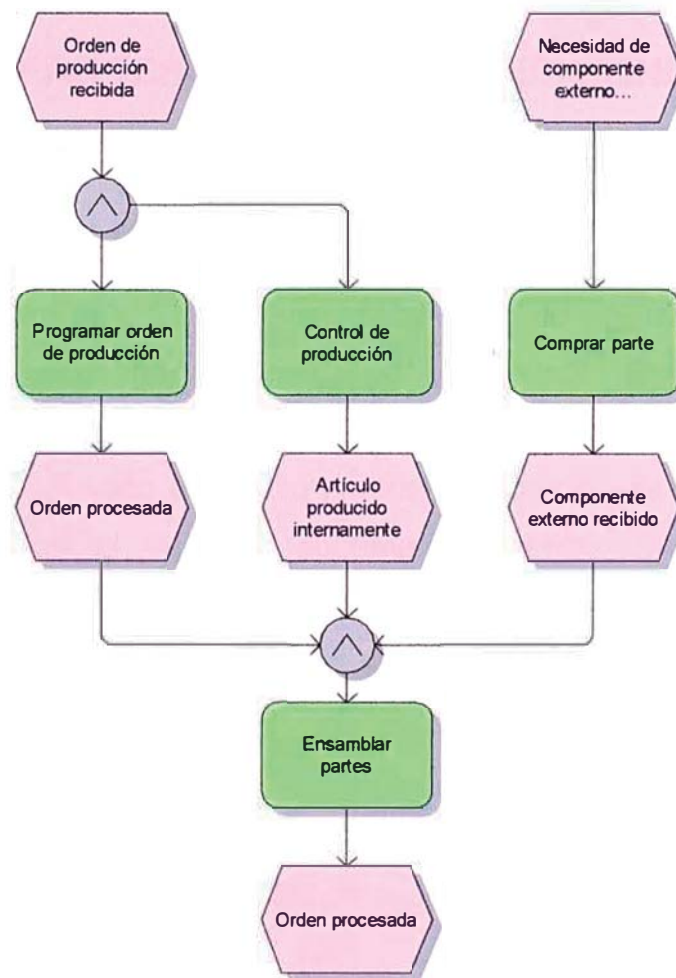 Orden de
producción
recibida
Necesidad de
componente
externo...
Programar orden
de producción
Control de
producción
Comprar parte
Orden procesada
Artículo
producido
internamente
Componente
externo recibido
Ensamblar
partes
Orden procesada